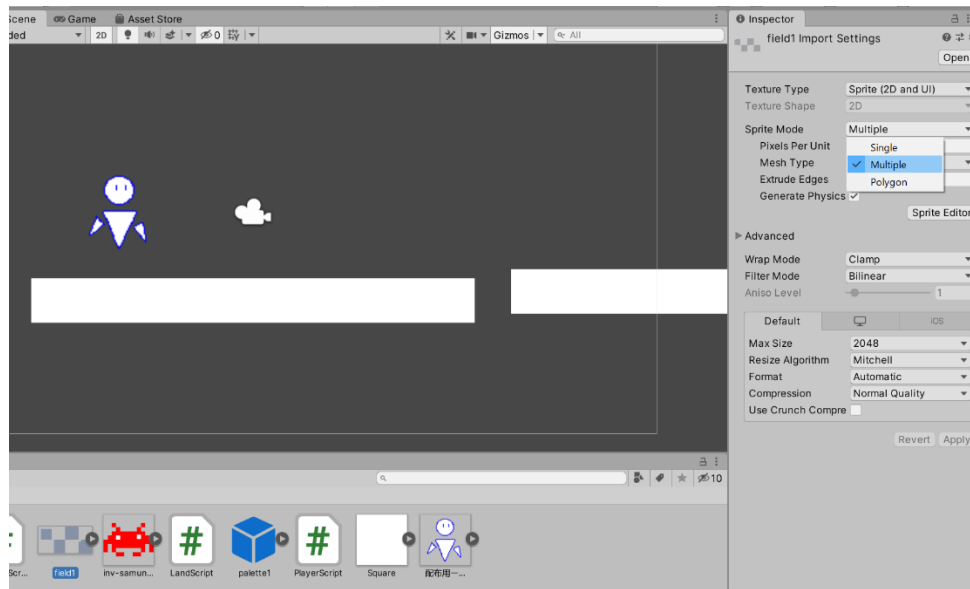 Scene Game Asset Store
ded 2D 0 Gizmos All
Inspector
field1 Import Settings
Open
Texture Type Sprite (2D and UI)
Texture Shape 2D
Sprite Mode Multiple
Pixels Per Unit Single
Mesh Type Multiple
Extrude Edges Polygon
Generate Physics
Sprite Editor
Advanced
Wrap Mode Clamp
Filter Mode Bilinear
Aniso Level 1
Default iOS
Max Size 2048
Resize Algorithm Mitchell
Format Automatic
Compression Normal Quality
Use Crunch Compre
Revert Apply
10
# #
Scr... field1 inv-samun... LandScript palette1 PlayerScript Square 配布用一...